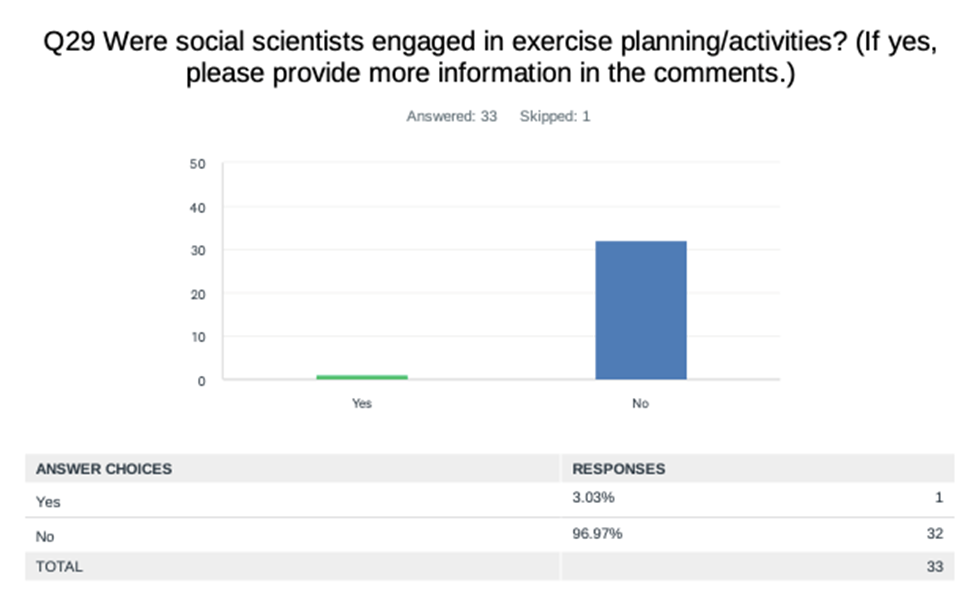 Q29 Were social scientists engaged in exercise planning/activities? (If yes,
please provide more information in the comments.)
Answered: 33 Skipped: 1
50
40
30
20
10
0
Yes No
ANSWER CHOICES RESPONSES
Yes 3.03% 1
No 96.97% 32
TOTAL 33